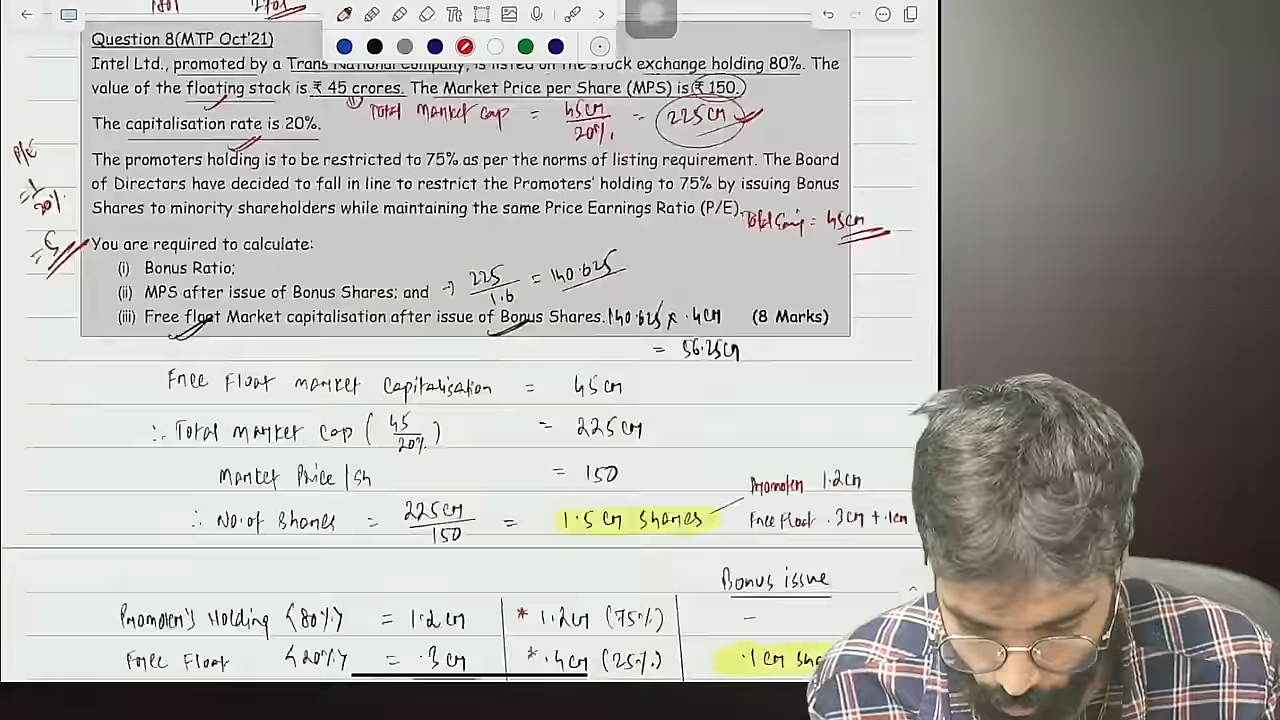 Question 8(MTP Oct'21)
Intel Ltd., promoted by a Trans National Company, is listed on the stock exchange holding 80%. The
value of the floating stock is ₹ 45 crores. The Market Price per Share (MPS) is ₹ 150.
Total Market Cap = 45cr/20% = 225cr
The capitalisation rate is 20%.
P/E
The promoters holding is to be restricted to 75% as per the norms of listing requirement. The Board
= 1/20%
of Directors have decided to fall in line to restrict the Promoters' holding to 75% by issuing Bonus
Shares to minority shareholders while maintaining the same Price Earnings Ratio (P/E).
= 45cr
= 5
You are required to calculate:
(i) Bonus Ratio;
(ii) MPS after issue of Bonus Shares; and → 225/1.6 = 140.625
(iii) Free float Market capitalisation after issue of Bonus Shares. 140.625 x .4cr (8 Marks)
= 56.25cr
Free Float market Capitalisation = 45cr
∴ Total market Cap (45/20%) = 225cr
Market Price/sh = 150
∴ No. of shares = 225cr/150 = 1.5 cr shares
Promoters 1.2cr
Free Float .3cr + .1cr
Bonus issue
Promoter's Holding <80%> = 1.2cr * 1.2cr (75%) -
Free Float <20%> = .3cr * .4cr (25%) .1 cr